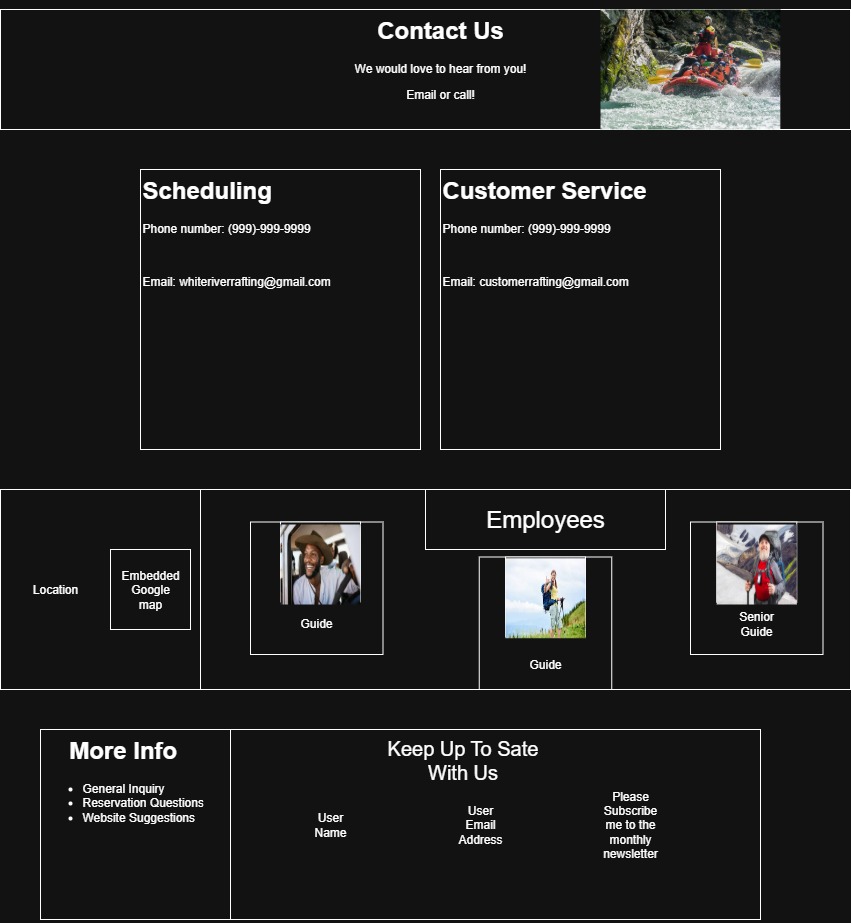 Contact Us
We would love to hear from you!
Email or call!
Scheduling
Phone number: (999)-999-9999
Email: whiteriverrafting@gmail.com
Customer Service
Phone number: (999)-999-9999
Email: customerrafting@gmail.com
Location
Embedded
Google
map
Employees
Guide
Guide
Senior
Guide
More Info
General Inquiry
Reservation Questions
Website Suggestions
Keep Up To Sate
With Us
User
Name
User
Email
Address
Please
Subscribe
me to the
monthly
newsletter